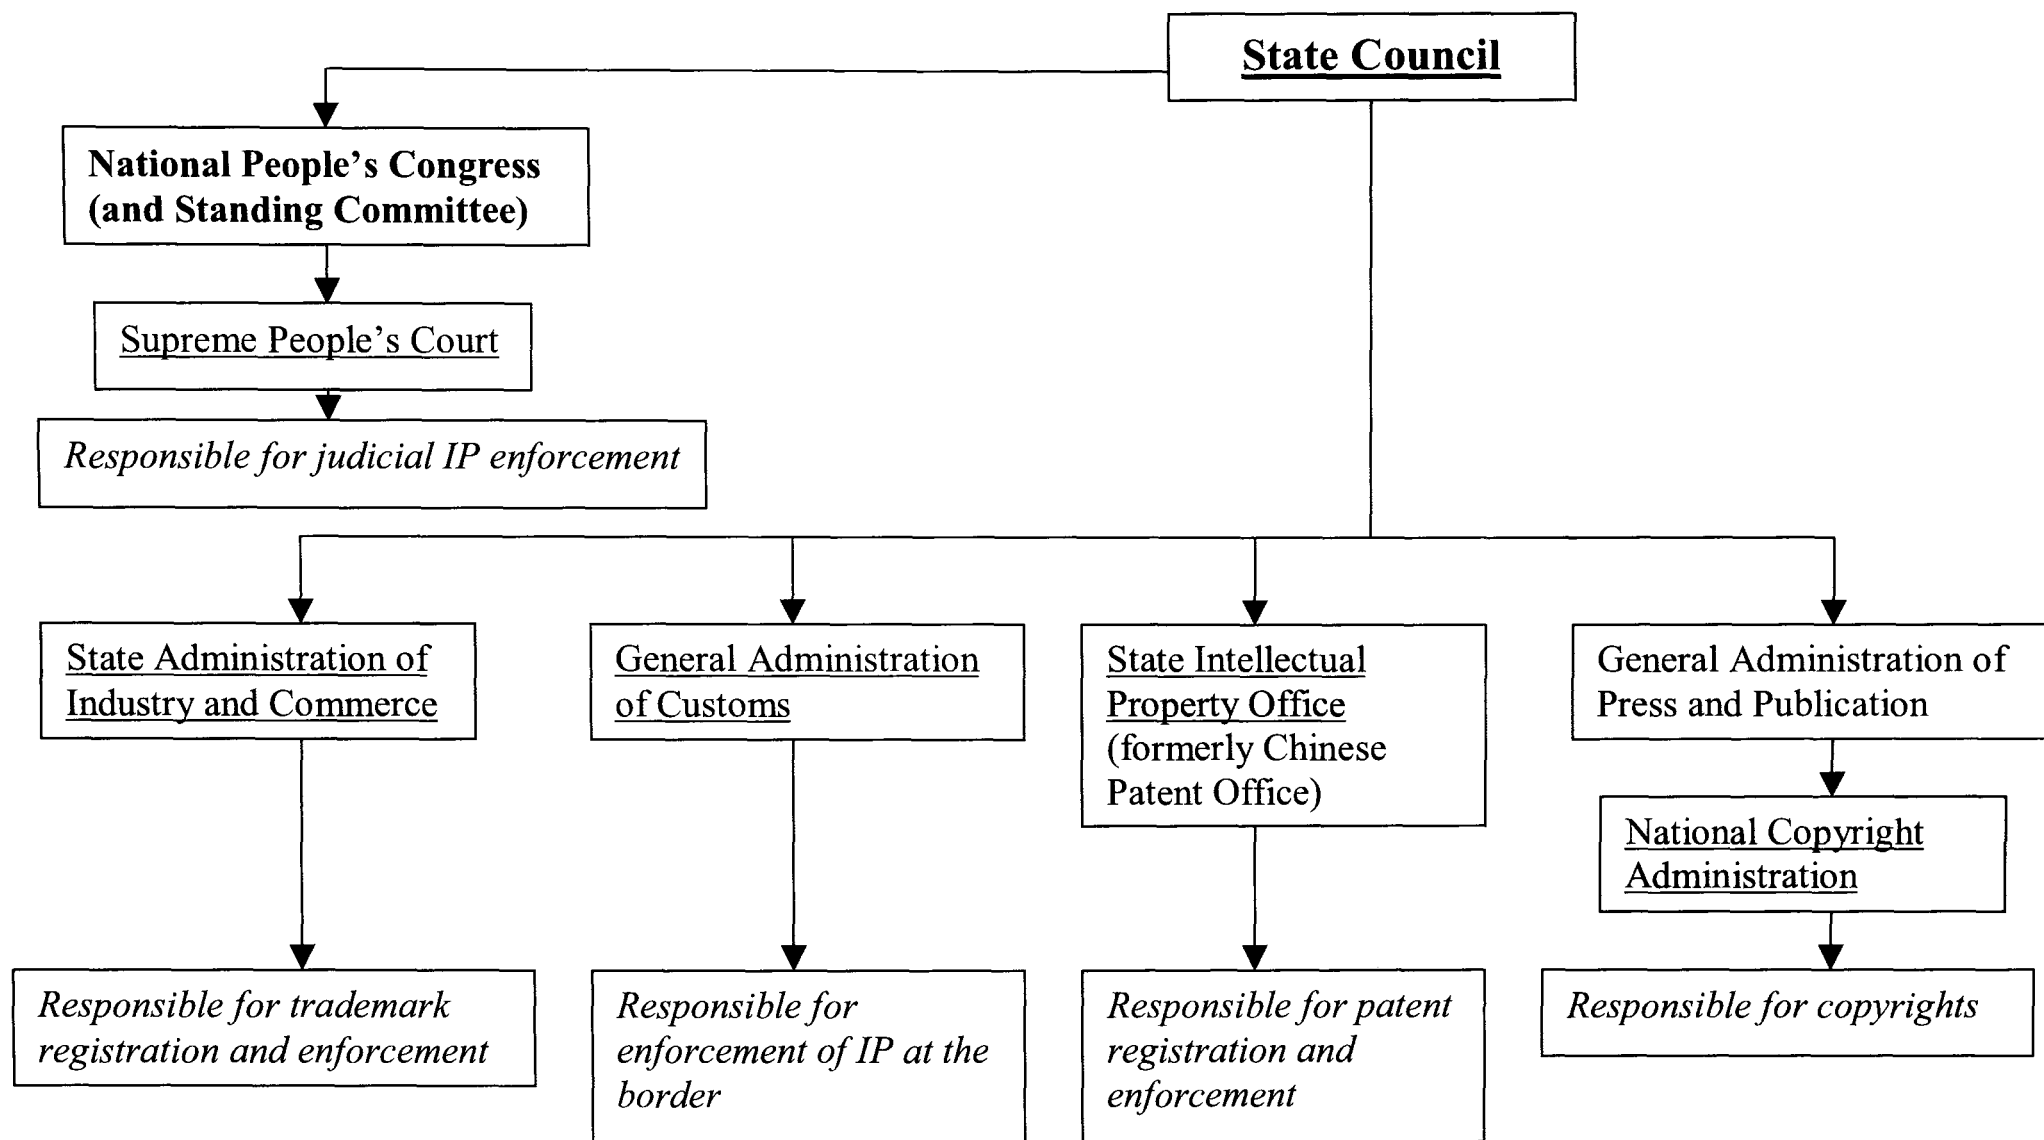 State Council
National People's Congress
(and Standing Committee)
Supreme People's Court
Responsible for judicial IP enforcement
State Administration of
Industry and Commerce
General Administration
of Customs
State Intellectual
Property Office
(formerly Chinese
Patent Office)
General Administration of
Press and Publication
National Copyright
Administration
Responsible for trademark
registration and enforcement
Responsible for
enforcement of IP at the
border
Responsible for patent
registration and
enforcement
Responsible for copyrights